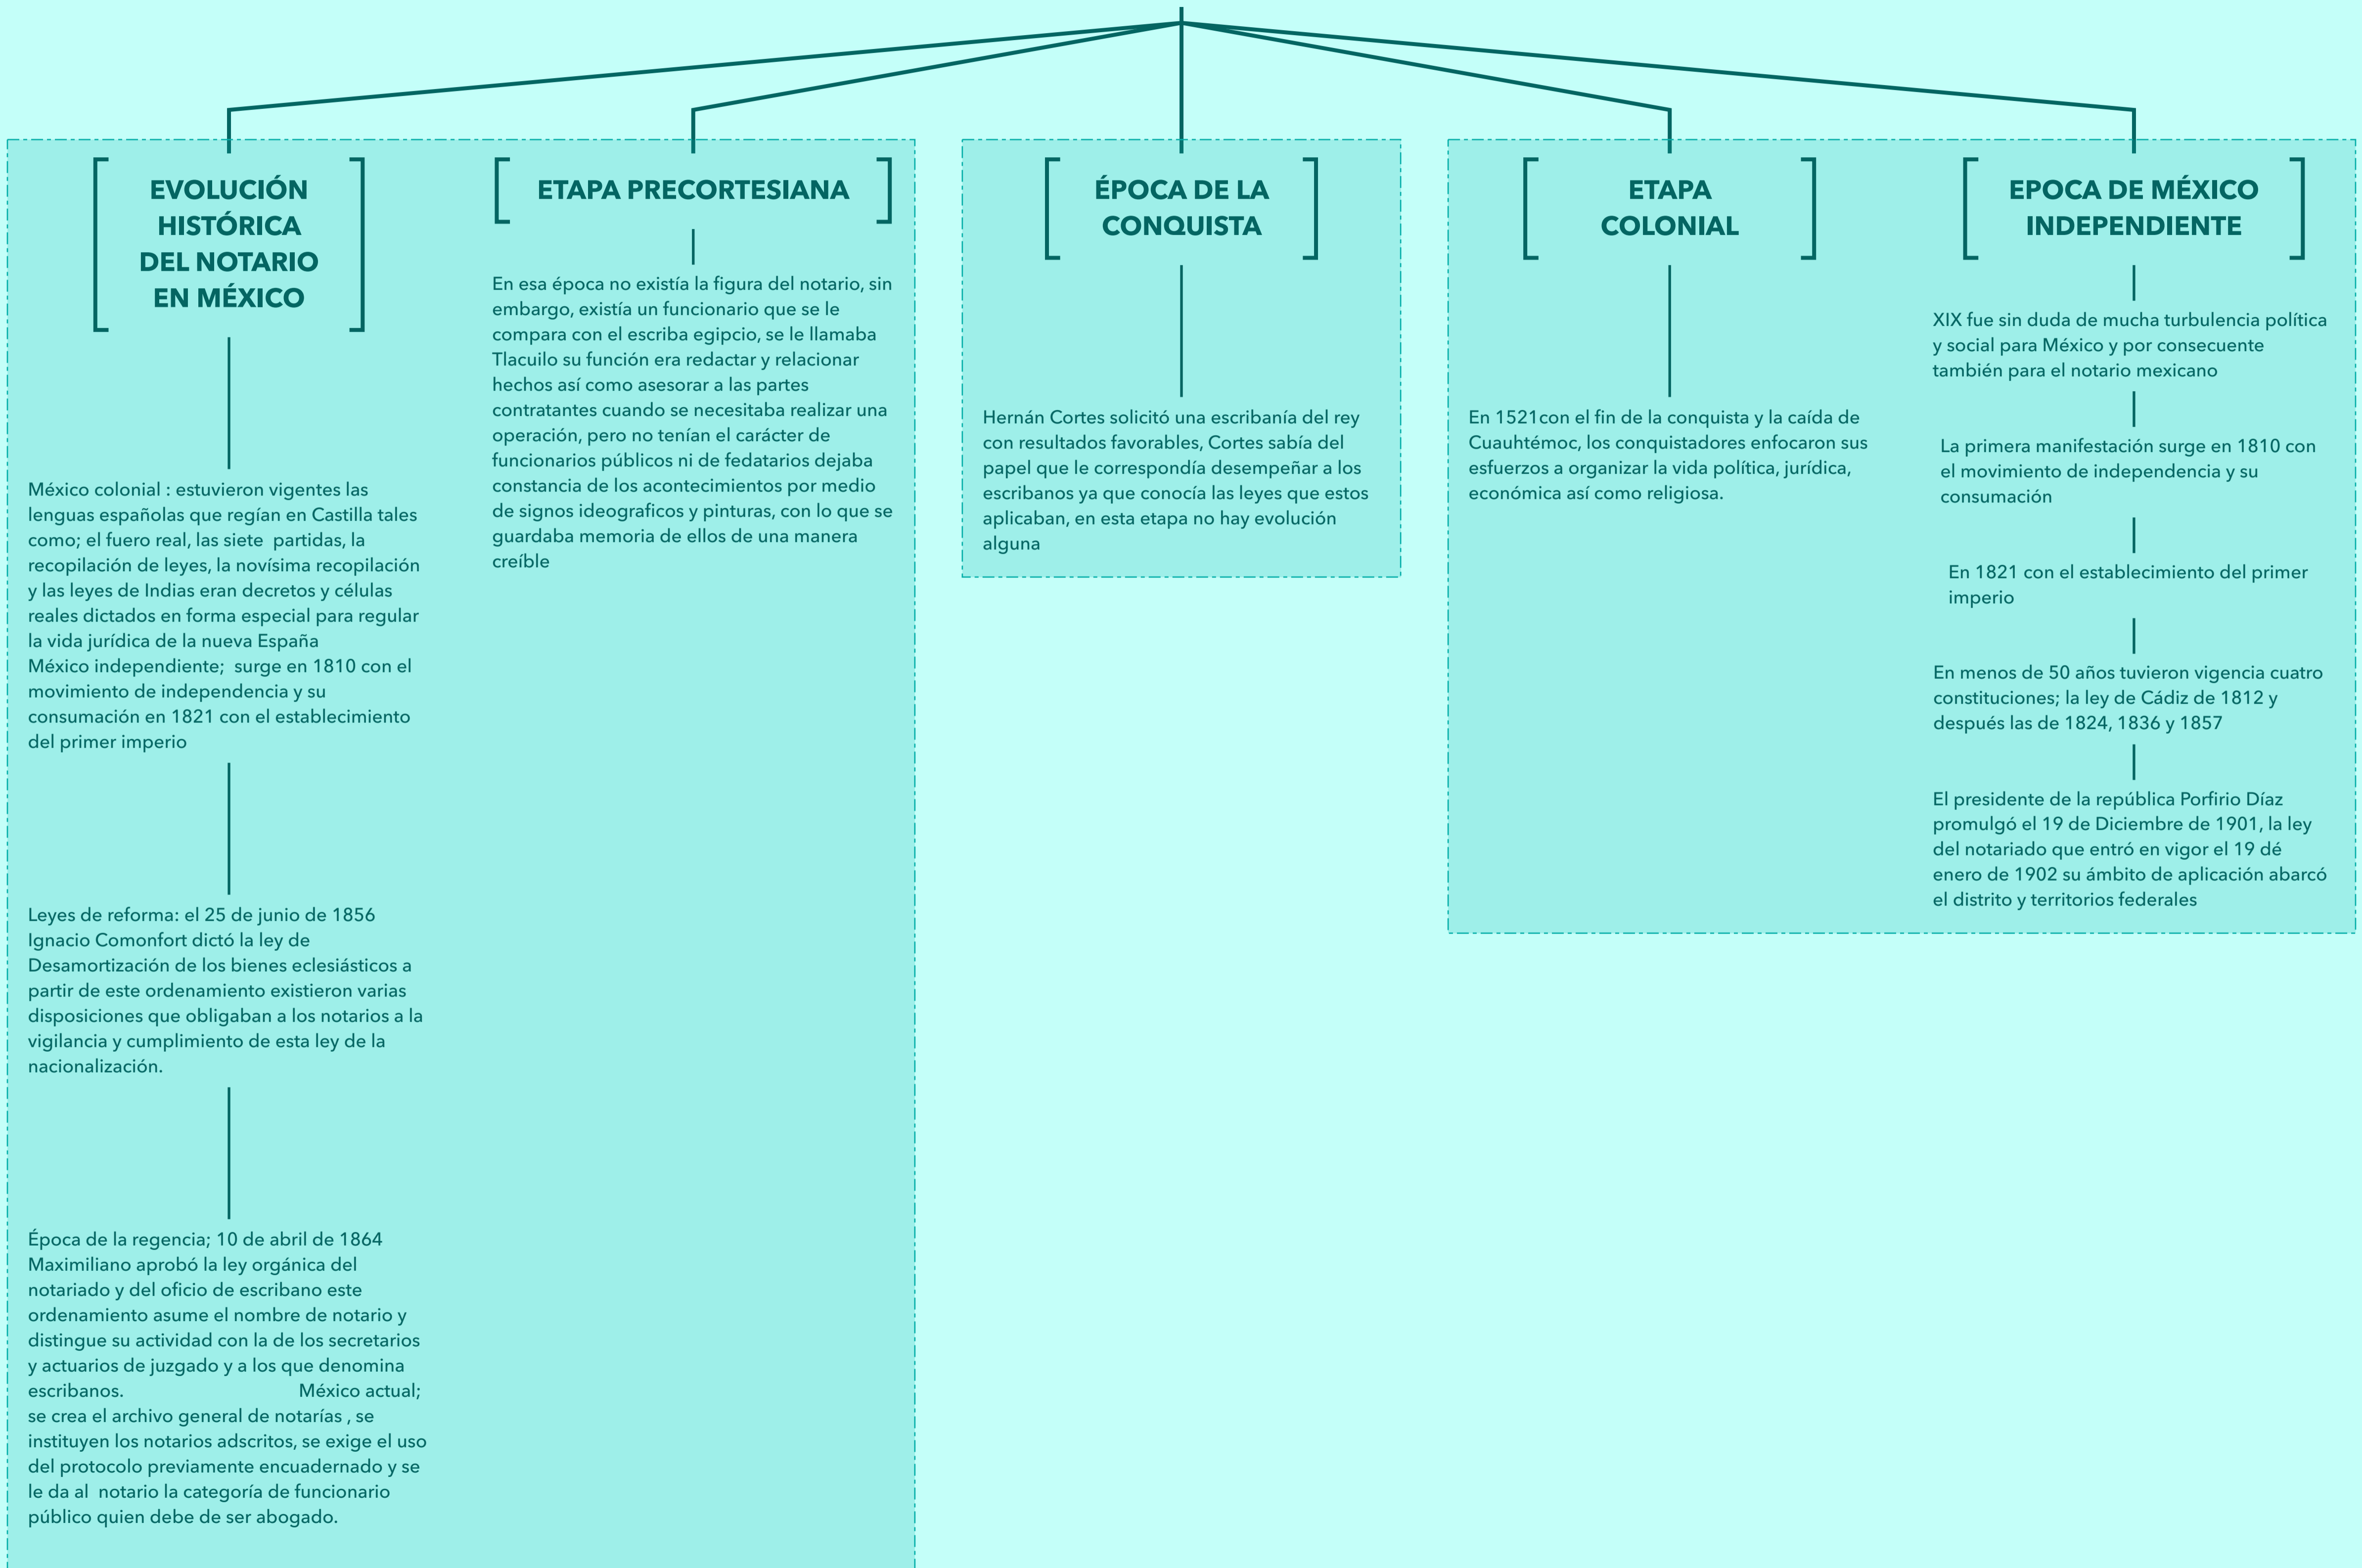 EVOLUCIÓN
HISTÓRICA
DEL NOTARIO
EN MÉXICO
México colonial : estuvieron vigentes las
lenguas españolas que regían en Castilla tales
como; el fuero real, las siete  partidas, la
recopilación de leyes, la novísima recopilación
y las leyes de Indias eran decretos y células
reales dictados en forma especial para regular
la vida jurídica de la nueva España
México independiente;  surge en 1810 con el
movimiento de independencia y su
consumación en 1821 con el establecimiento
del primer imperio
Leyes de reforma: el 25 de junio de 1856
Ignacio Comonfort dictó la ley de
Desamortización de los bienes eclesiásticos a
partir de este ordenamiento existieron varias
disposiciones que obligaban a los notarios a la
vigilancia y cumplimiento de esta ley de la
nacionalización.
Época de la regencia; 10 de abril de 1864
Maximiliano aprobó la ley orgánica del
notariado y del oficio de escribano este
ordenamiento asume el nombre de notario y
distingue su actividad con la de los secretarios
y actuarios de juzgado y a los que denomina
escribanos. México actual;
se crea el archivo general de notarías , se
instituyen los notarios adscritos, se exige el uso
del protocolo previamente encuadernado y se
le da al  notario la categoría de funcionario
público quien debe de ser abogado.
ETAPA PRECORTESIANA
En esa época no existía la figura del notario, sin
embargo, existía un funcionario que se le
compara con el escriba egipcio, se le llamaba
Tlacuilo su función era redactar y relacionar
hechos así como asesorar a las partes
contratantes cuando se necesitaba realizar una
operación, pero no tenían el carácter de
funcionarios públicos ni de fedatarios dejaba
constancia de los acontecimientos por medio
de signos ideograficos y pinturas, con lo que se
guardaba memoria de ellos de una manera
creíble
ÉPOCA DE LA
CONQUISTA
Hernán Cortes solicitó una escribanía del rey
con resultados favorables, Cortes sabía del
papel que le correspondía desempeñar a los
escribanos ya que conocía las leyes que estos
aplicaban, en esta etapa no hay evolución
alguna
ETAPA
COLONIAL
En 1521con el fin de la conquista y la caída de
Cuauhtémoc, los conquistadores enfocaron sus
esfuerzos a organizar la vida política, jurídica,
económica así como religiosa.
EPOCA DE MÉXICO
INDEPENDIENTE
XIX fue sin duda de mucha turbulencia política
y social para México y por consecuente
también para el notario mexicano
La primera manifestación surge en 1810 con
el movimiento de independencia y su
consumación
En 1821 con el establecimiento del primer
imperio
En menos de 50 años tuvieron vigencia cuatro
constituciones; la ley de Cádiz de 1812 y
después las de 1824, 1836 y 1857
El presidente de la república Porfirio Díaz
promulgó el 19 de Diciembre de 1901, la ley
del notariado que entró en vigor el 19 dé
enero de 1902 su ámbito de aplicación abarcó
el distrito y territorios federales